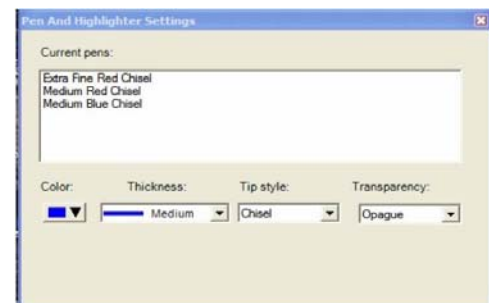 Pen And Highlighter Settings
Current pens:
Extra Fine Red Chisel
Medium Red Chisel
Medium Blue Chisel
Color: Thickness: Tip style: Transparency:
Medium Chisel Opaque